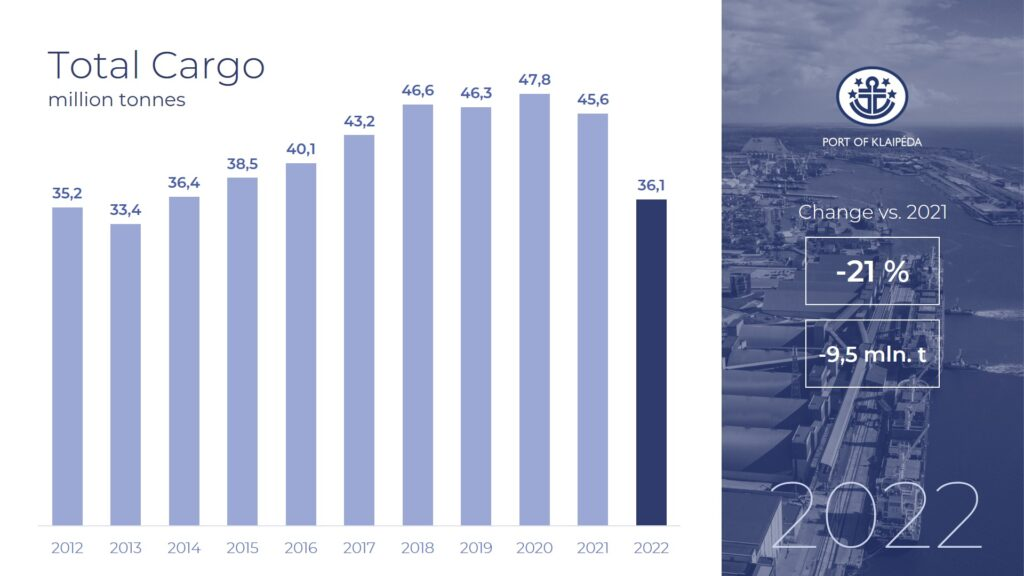 Total Cargo
million tonnes
35,2
33,4
36,4
38,5
40,1
43,2
46,6
46,3
47,8
45,6
36,1
2012 2013 2014 2015 2016 2017 2018 2019 2020 2021 2022
PORT OF KLAIPĖDA
Change vs. 2021
-21 %
-9,5 mln. t
2022